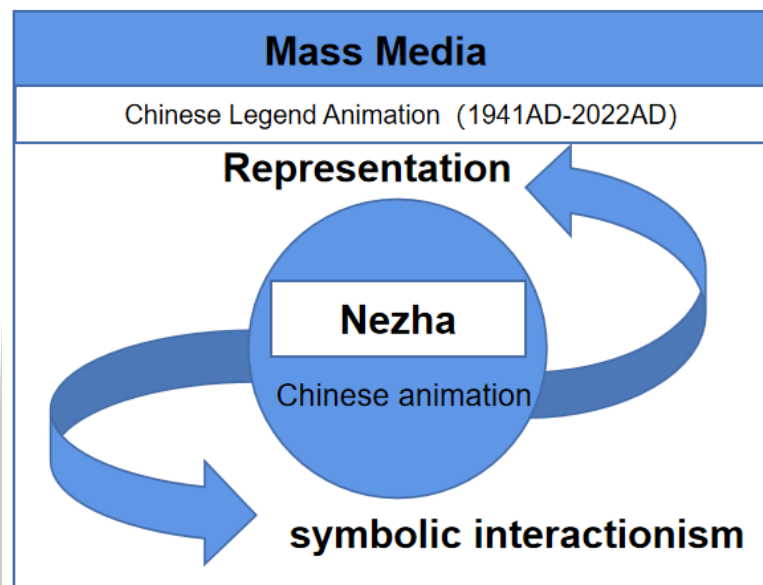 Mass Media
Chinese Legend Animation（1941AD-2022AD）
Representation
Nezha
Chinese animation
symbolic interactionism